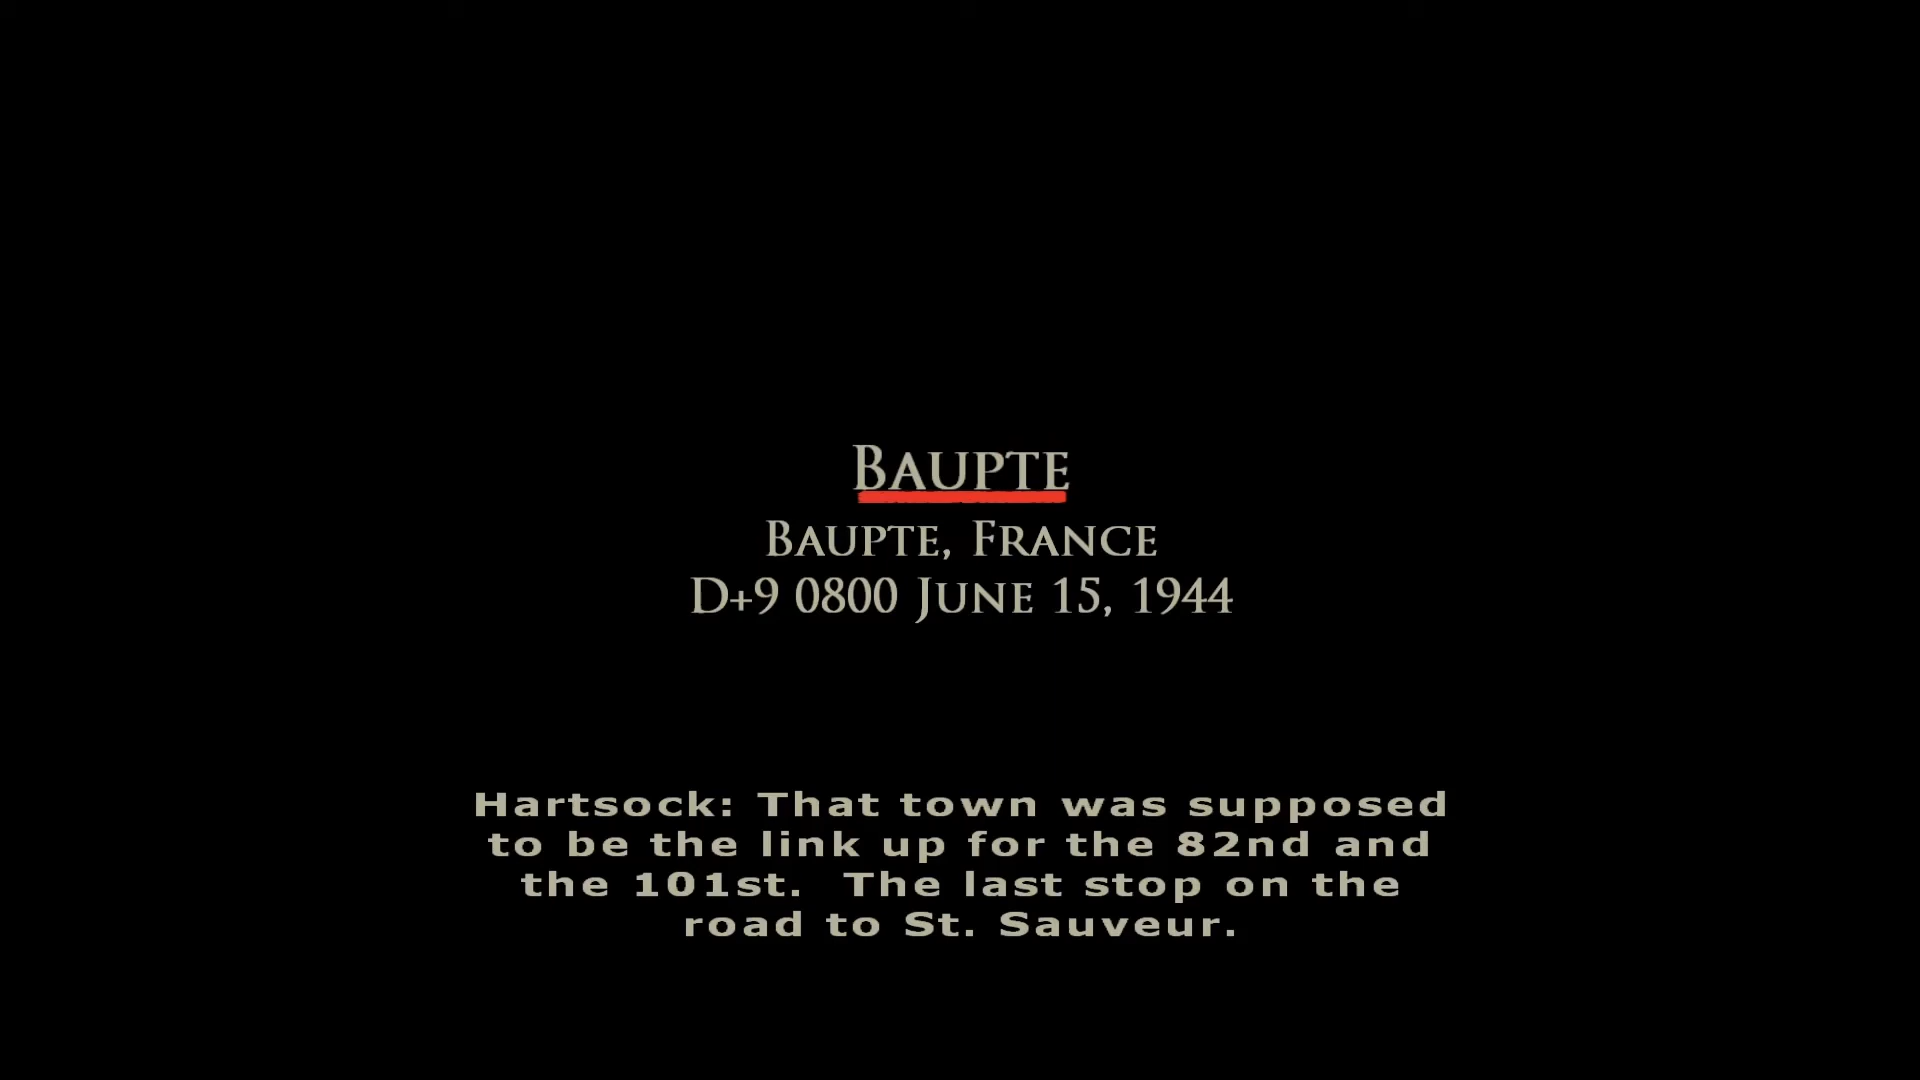 Baupte
Baupte, France
D+9 0800 June 15, 1944
Hartsock: That town was supposed
to be the link up for the 82nd and
the 101st.  The last stop on the
road to St. Sauveur.